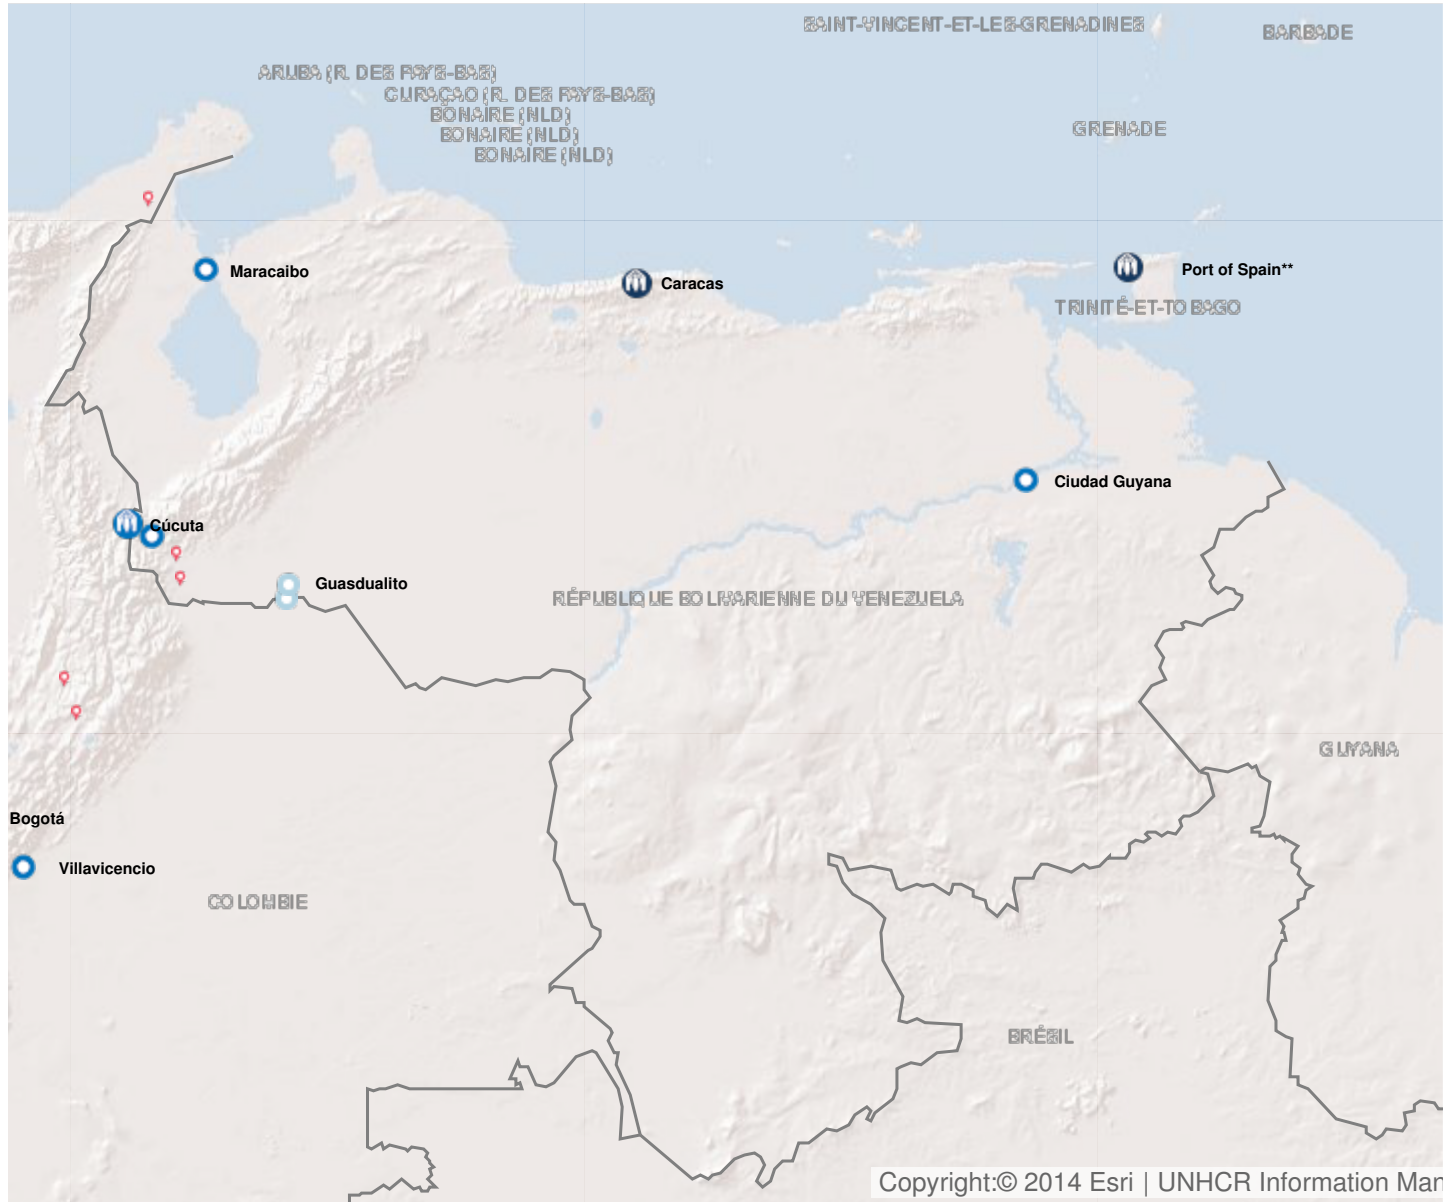 SAINT-VINCENT-ET-LES-GRENADINES
BARBADE
ARUBA (R. DES PAYS-BAS)
CURAÇAO (R. DES PAYS-BAS)
BONAIRE (NLD)
BONAIRE (NLD)
BONAIRE (NLD)
GRENADE
Maracaibo
Caracas
Port of Spain**
TRINITÉ-ET-TOBAGO
Ciudad Guyana
Cúcuta
Guasdualito
RÉPUBLIQUE BOLIVARIENNE DU VENEZUELA
GUYANA
Bogotá
Villavicencio
COLOMBIE
BRÉSIL
Copyright:© 2014 Esri | UNHCR Information Man